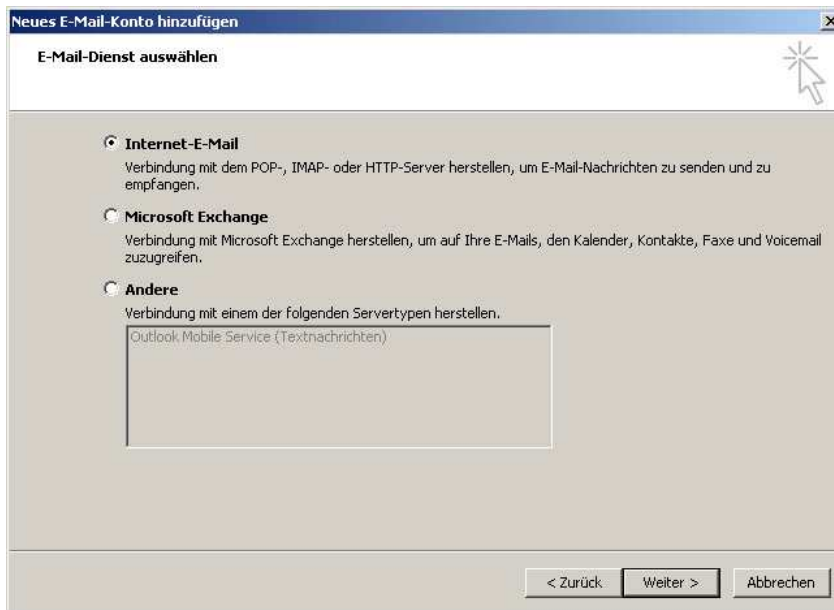 Neues E-Mail-Konto hinzufügen
E-Mail-Dienst auswählen
Internet-E-Mail
Verbindung mit dem POP-, IMAP- oder HTTP-Server herstellen, um E-Mail-Nachrichten zu senden und zu
empfangen.
Microsoft Exchange
Verbindung mit Microsoft Exchange herstellen, um auf Ihre E-Mails, den Kalender, Kontakte, Faxe und Voicemail
zuzugreifen.
Andere
Verbindung mit einem der folgenden Servertypen herstellen.
Outlook Mobile Service (Textnachrichten)
< Zurück Weiter > Abbrechen